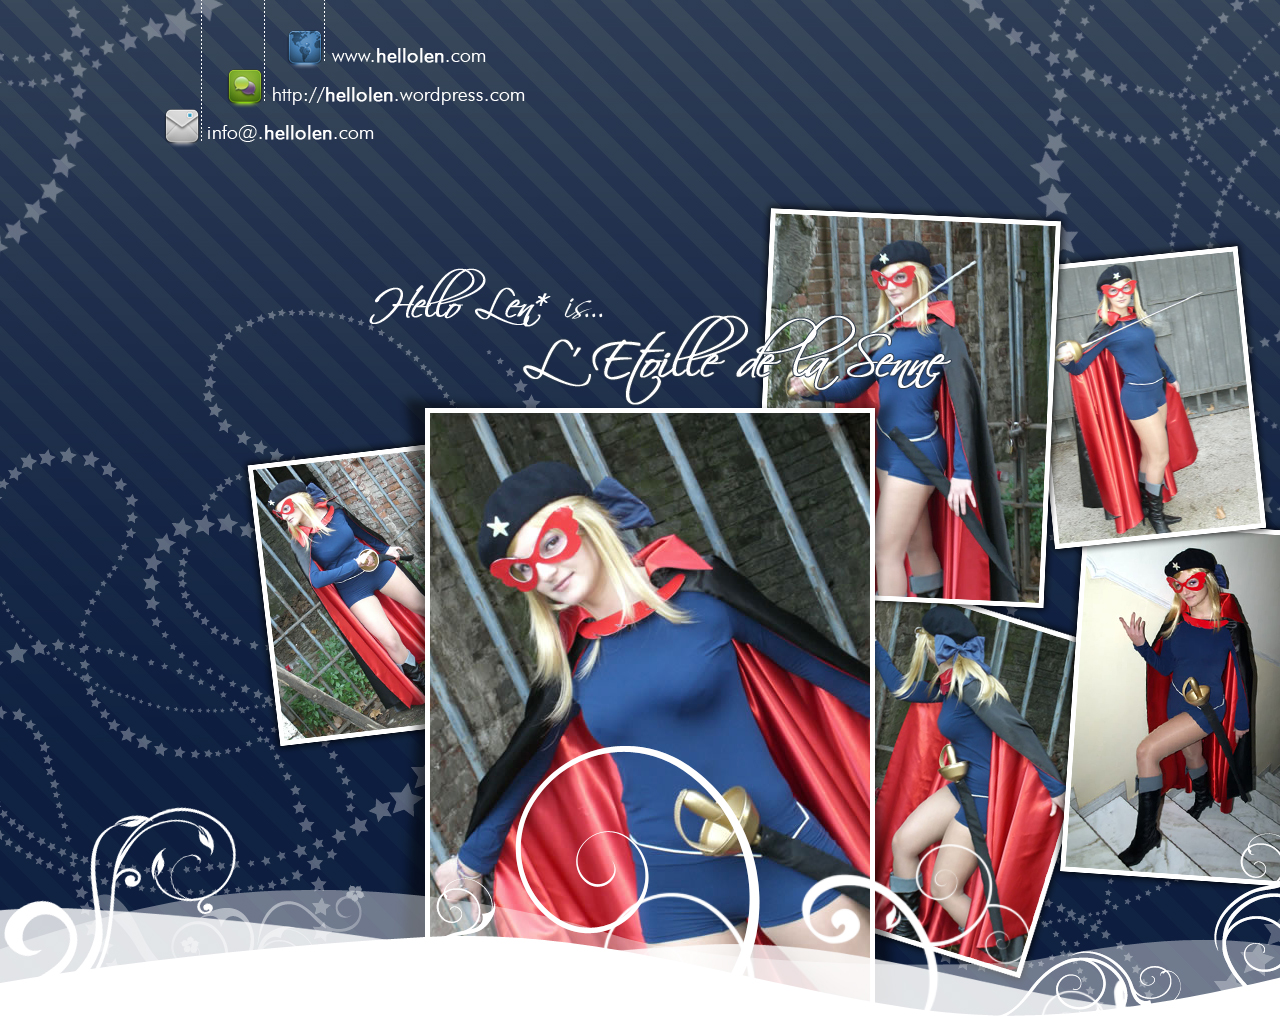 www.hellolen.com
http://hellolen.wordpress.com
info@.hellolen.com
Hello Len* is...
L' Etoille de la Senne